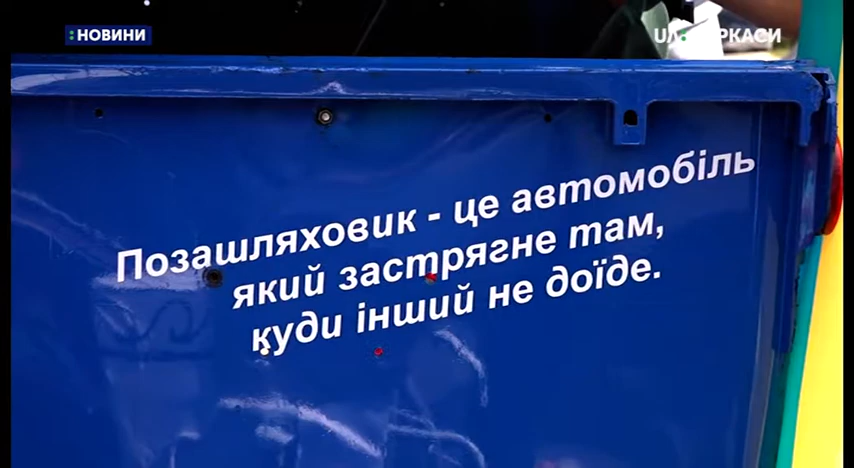 :НОВИНИ
Позашляховик - це автомобіль
який застрягне там,
куди інший не доїде.